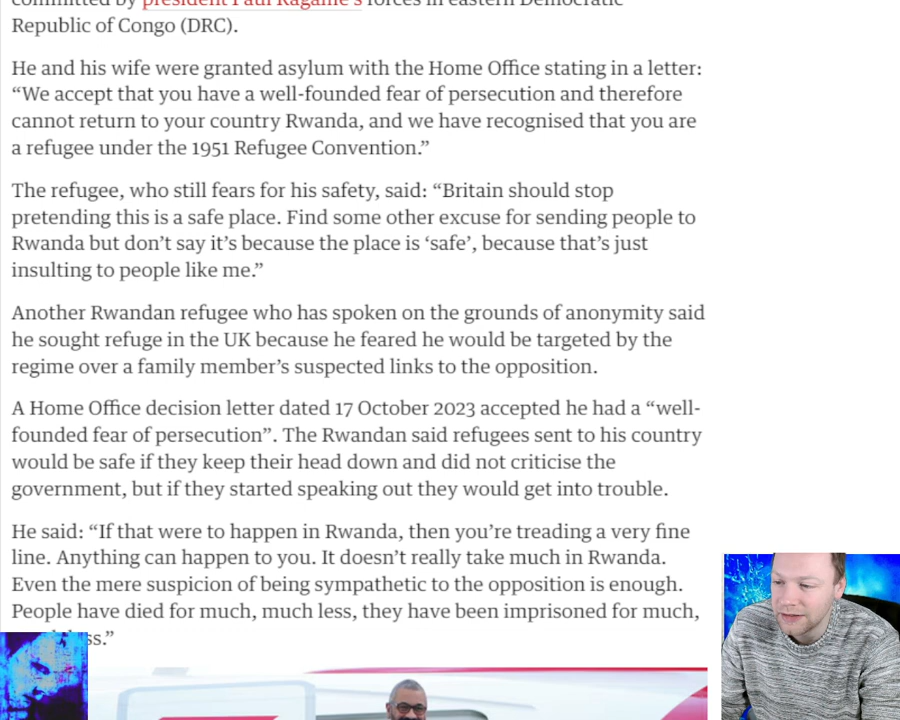 president Paul Kagame's forces in eastern Democratic
Republic of Congo (DRC).
He and his wife were granted asylum with the Home Office stating in a letter:
“We accept that you have a well-founded fear of persecution and therefore
cannot return to your country Rwanda, and we have recognised that you are
a refugee under the 1951 Refugee Convention.”
The refugee, who still fears for his safety, said: “Britain should stop
pretending this is a safe place. Find some other excuse for sending people to
Rwanda but don’t say it’s because the place is ‘safe’, because that’s just
insulting to people like me.”
Another Rwandan refugee who has spoken on the grounds of anonymity said
he sought refuge in the UK because he feared he would be targeted by the
regime over a family member’s suspected links to the opposition.
A Home Office decision letter dated 17 October 2023 accepted he had a “well-
founded fear of persecution”. The Rwandan said refugees sent to his country
would be safe if they keep their head down and did not criticise the
government, but if they started speaking out they would get into trouble.
He said: “If that were to happen in Rwanda, then you’re treading a very fine
line. Anything can happen to you. It doesn’t really take much in Rwanda.
Even the mere suspicion of being sympathetic to the opposition is enough.
People have died for much, much less, they have been imprisoned for much,